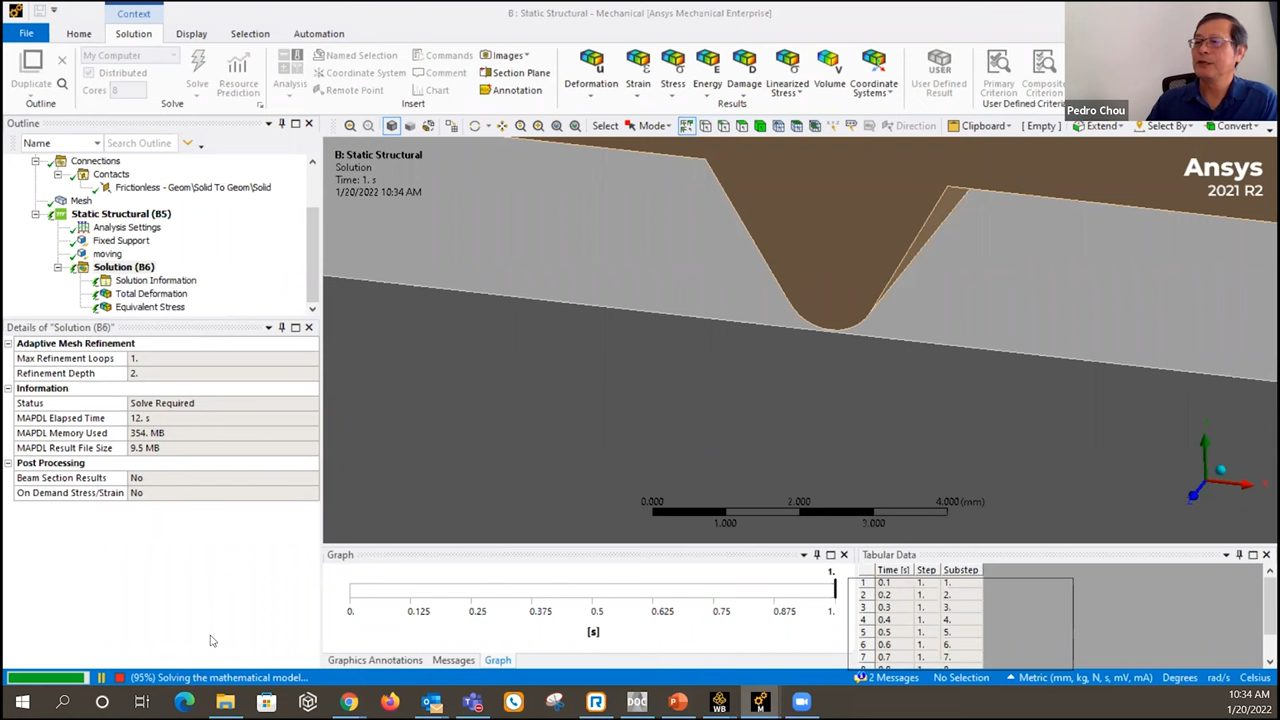 Context
B : Static Structural - Mechanical [Ansys Mechanical Enterprise]
File
Home
Solution
Display
Selection
Automation
Duplicate
Outline
My Computer
Distributed
Cores
8
Solve
Resource
Prediction
Solve
Analysis
Named Selection
Coordinate System
Remote Point
Commands
Comment
Chart
Images
Section Plane
Annotation
Insert
Deformation
Strain
Stress
Energy
Damage
Linearized
Stress
Volume
Coordinate
Systems
Results
USER
User Defined
Result
Primary
Criterion
Composite
Criterion
User Defined Criteri
Pedro Chou
Outline
Name
Search Outline
Select
Mode
Direction
Clipboard
[ Empty ]
Extend
Select By
Convert
Connections
Contacts
Frictionless - Geom\Solid To Geom\Solid
Mesh
Static Structural (B5)
Analysis Settings
Fixed Support
moving
Solution (B6)
Solution Information
Total Deformation
Equivalent Stress
B: Static Structural
Solution
Time: 1. s
1/20/2022 10:34 AM
Ansys
2021 R2
Details of "Solution (B6)"
Adaptive Mesh Refinement
Max Refinement Loops 1.
Refinement Depth 2.
Information
Status Solve Required
MAPDL Elapsed Time 12. s
MAPDL Memory Used 354. MB
MAPDL Result File Size 9.5 MB
Post Processing
Beam Section Results No
On Demand Stress/Strain No
0.000 2.000 4.000 (mm)
1.000 3.000
Y
X
Z
Graph
1.
0. 0.125 0.25 0.375 0.5 0.625 0.75 0.875 1.
[s]
Graphics Annotations
Messages
Graph
Tabular Data
Time [s] Step Substep
1 0.1 1. 1.
2 0.2 1. 2.
3 0.3 1. 3.
4 0.4 1. 4.
5 0.5 1. 5.
6 0.6 1. 6.
7 0.7 1. 7.
(95%) Solving the mathematical model...
2 Messages
No Selection
Metric (mm, kg, N, s, mV, mA)
Degrees
rad/s
Celsius
DOC
WB
M
10:34 AM
1/20/2022